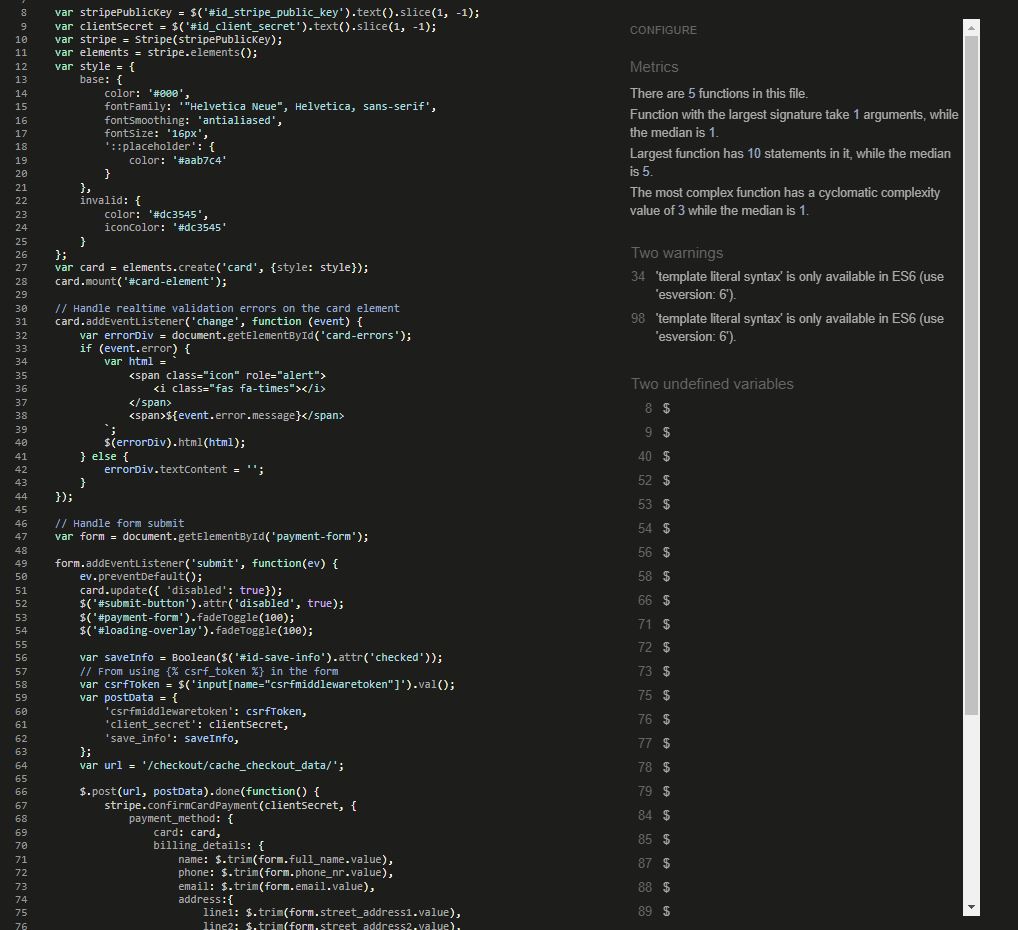 8 var stripePublicKey = $('#id_stripe_public_key').text().slice(1, -1);
9 var clientSecret = $('#id_client_secret').text().slice(1, -1);
10 var stripe = Stripe(stripePublicKey);
11 var elements = stripe.elements();
12 var style = {
13 base: {
14 color: '#000',
15 fontFamily: '"Helvetica Neue", Helvetica, sans-serif',
16 fontSmoothing: 'antialiased',
17 fontSize: '16px',
18 '::placeholder': {
19 color: '#aab7c4'
20 }
21 },
22 invalid: {
23 color: '#dc3545',
24 iconColor: '#dc3545'
25 }
26 };
27 var card = elements.create('card', {style: style});
28 card.mount('#card-element');
29
30 // Handle realtime validation errors on the card element
31 card.addEventListener('change', function (event) {
32 var errorDiv = document.getElementById('card-errors');
33 if (event.error) {
34 var html = `
35 <span class="icon" role="alert">
36 <i class="fas fa-times"></i>
37 </span>
38 <span>${event.error.message}</span>
39 `;
40 $(errorDiv).html(html);
41 } else {
42 errorDiv.textContent = '';
43 }
44 });
45
46 // Handle form submit
47 var form = document.getElementById('payment-form');
48
49 form.addEventListener('submit', function(ev) {
50 ev.preventDefault();
51 card.update({ 'disabled': true});
52 $('#submit-button').attr('disabled', true);
53 $('#payment-form').fadeToggle(100);
54 $('#loading-overlay').fadeToggle(100);
55
56 var saveInfo = Boolean($('#id-save-info').attr('checked'));
57 // From using {% csrf_token %} in the form
58 var csrfToken = $('input[name="csrfmiddlewaretoken"]').val();
59 var postData = {
60 'csrfmiddlewaretoken': csrfToken,
61 'client_secret': clientSecret,
62 'save_info': saveInfo,
63 };
64 var url = '/checkout/cache_checkout_data/';
65
66 $.post(url, postData).done(function() {
67 stripe.confirmCardPayment(clientSecret, {
68 payment_method: {
69 card: card,
70 billing_details: {
71 name: $.trim(form.full_name.value),
72 phone: $.trim(form.phone_nr.value),
73 email: $.trim(form.email.value),
74 address:{
75 line1: $.trim(form.street_address1.value),
76 line2: $.trim(form.street_address2.value),
CONFIGURE
Metrics
There are 5 functions in this file.
Function with the largest signature take 1 arguments, while
the median is 1.
Largest function has 10 statements in it, while the median
is 5.
The most complex function has a cyclomatic complexity
value of 3 while the median is 1.
Two warnings
34 'template literal syntax' is only available in ES6 (use
'esversion: 6').
98 'template literal syntax' is only available in ES6 (use
'esversion: 6').
Two undefined variables
8 $
9 $
40 $
52 $
53 $
54 $
56 $
58 $
66 $
71 $
72 $
73 $
75 $
76 $
77 $
78 $
79 $
84 $
85 $
87 $
88 $
89 $